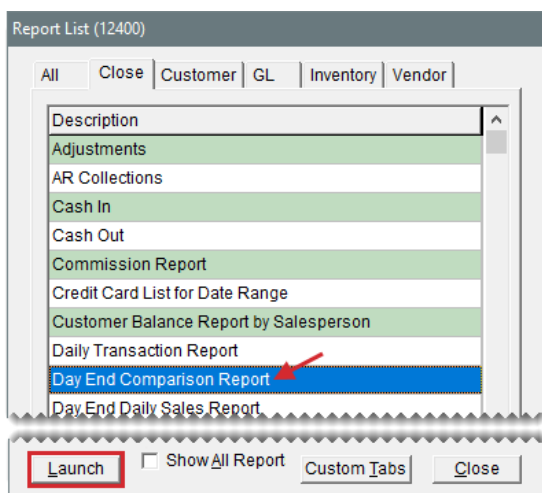 Report List (12400)
All Close Customer GL Inventory Vendor
Description
Adjustments
AR Collections
Cash In
Cash Out
Commission Report
Credit Card List for Date Range
Customer Balance Report by Salesperson
Daily Transaction Report
Day End Comparison Report
Day End Daily Sales Report
Launch Show All Report Custom Tabs Close